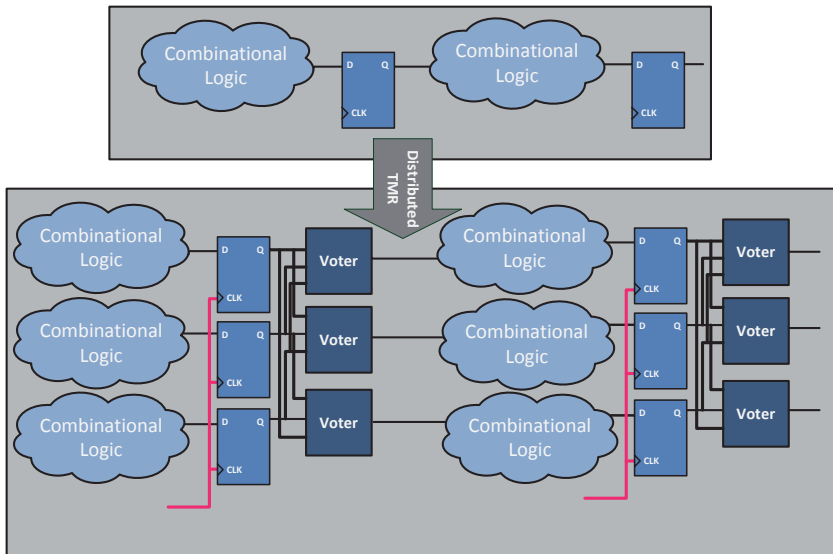 Combinational
Logic
D Q
CLK
Combinational
Logic
D Q
CLK
Distributed
TMR
Combinational
Logic
D Q
CLK
Voter
Combinational
Logic
D Q
CLK
Voter
Combinational
Logic
D Q
CLK
Voter
Combinational
Logic
D Q
CLK
Voter
Combinational
Logic
D Q
CLK
Voter
Combinational
Logic
D Q
CLK
Voter